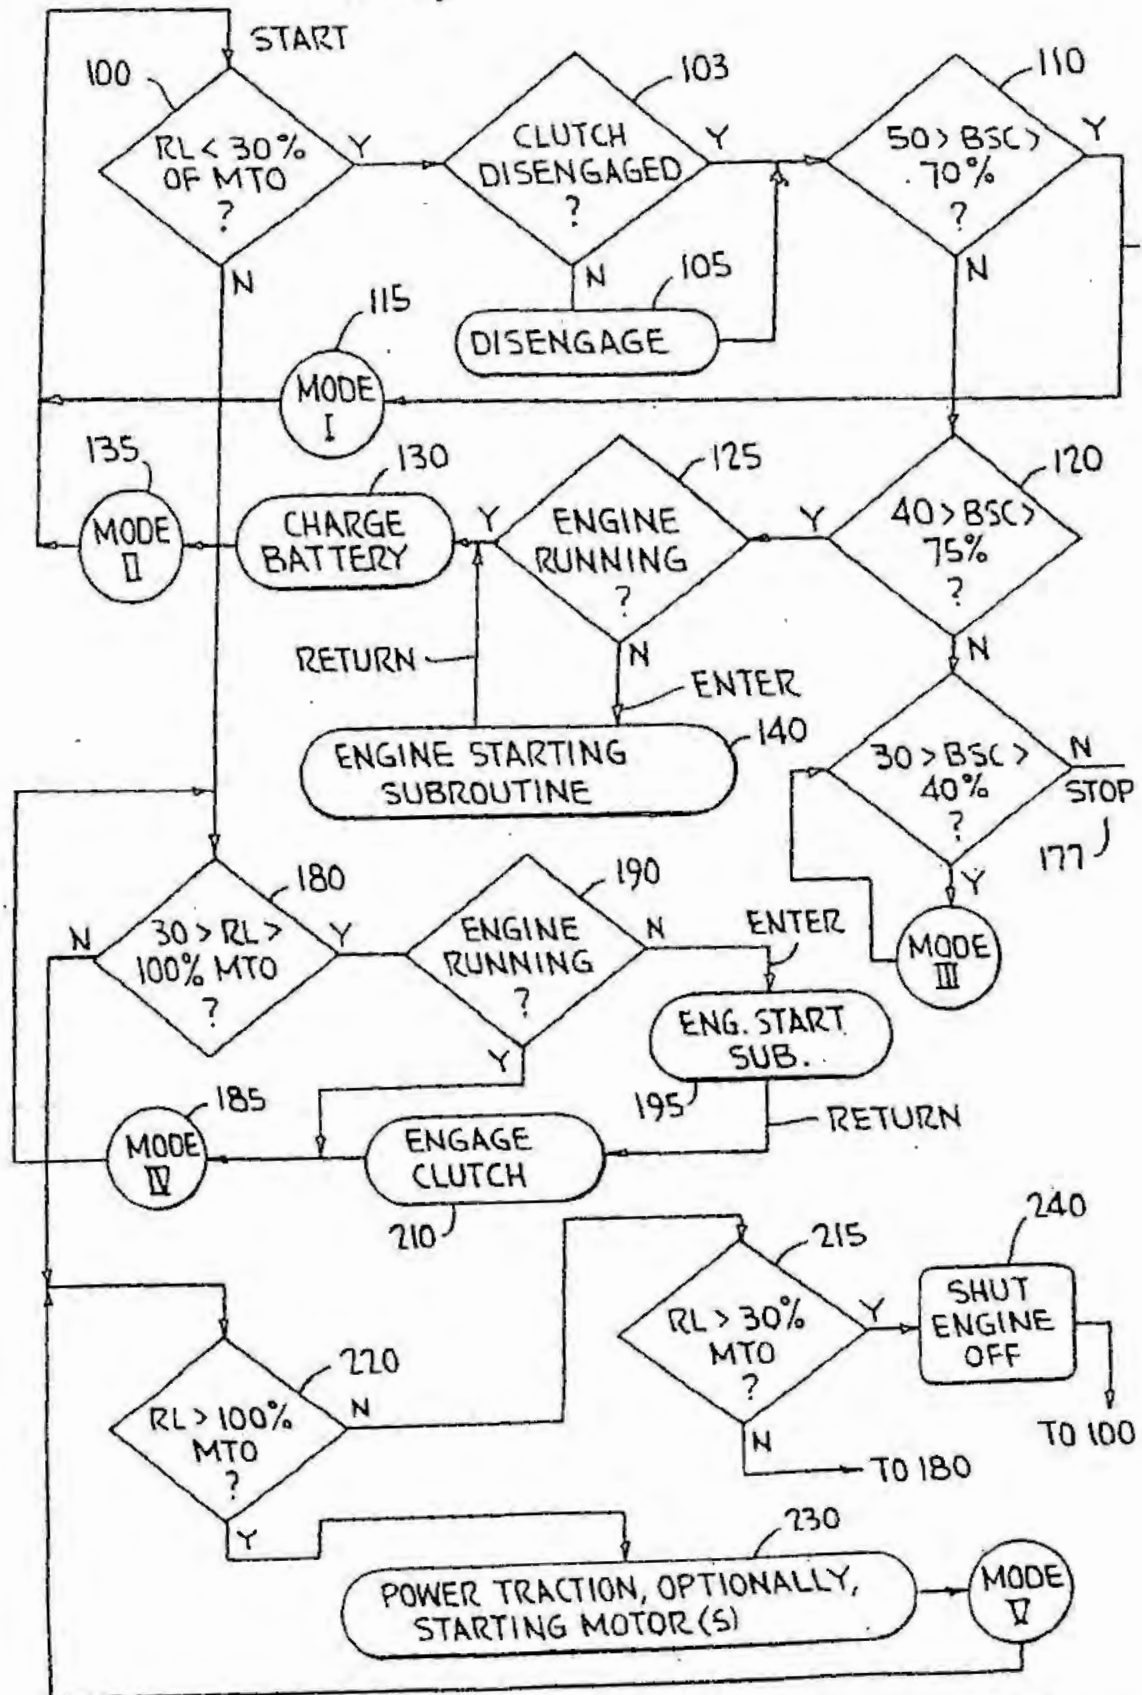 START
100
RL < 30%
OF MTO
?
Y
N
103
CLUTCH
DISENGAGED
?
Y
N
105
DISENGAGE
110
50 > BSC >
70%
?
Y
N
115
MODE
I
135
MODE
II
130
CHARGE
BATTERY
125
Y
ENGINE
RUNNING
?
N
120
Y
40 > BSC >
75%
?
N
RETURN
ENTER
ENGINE STARTING
SUBROUTINE
140
30 > BSC >
40%
?
N
STOP
177
Y
MODE
III
180
N
30 > RL >
100% MTO
?
Y
190
ENGINE
RUNNING
?
N
Y
ENTER
ENG. START
SUB.
195
RETURN
185
MODE
IV
ENGAGE
CLUTCH
210
215
RL > 30%
MTO
?
Y
N
TO 180
240
SHUT
ENGINE
OFF
TO 100
220
RL > 100%
MTO
?
N
Y
230
POWER TRACTION, OPTIONALLY,
STARTING MOTOR(S)
MODE
V